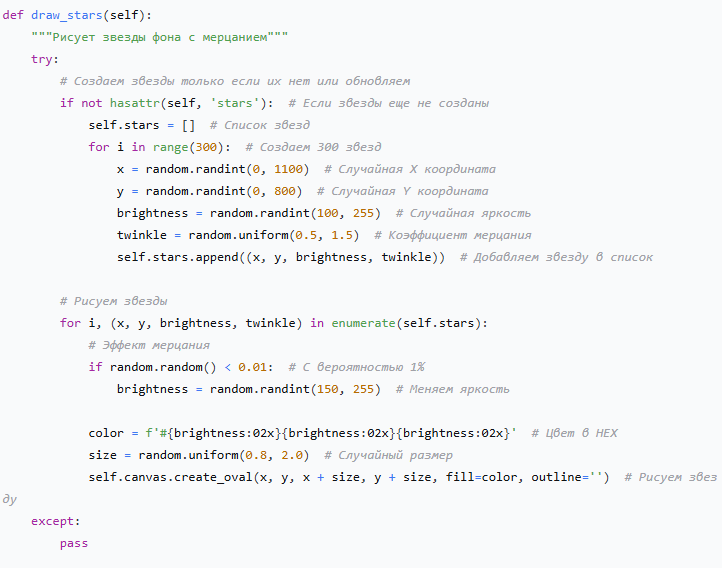 def draw_stars(self):
    """Рисует звезды фона с мерцанием"""
    try:
        # Создаем звезды только если их нет или обновляем
        if not hasattr(self, 'stars'):  # Если звезды еще не созданы
            self.stars = []  # Список звезд
            for i in range(300):  # Создаем 300 звезд
                x = random.randint(0, 1100)  # Случайная X координата
                y = random.randint(0, 800)  # Случайная Y координата
                brightness = random.randint(100, 255)  # Случайная яркость
                twinkle = random.uniform(0.5, 1.5)  # Коэффициент мерцания
                self.stars.append((x, y, brightness, twinkle))  # Добавляем звезду в список

        # Рисуем звезды
        for i, (x, y, brightness, twinkle) in enumerate(self.stars):
            # Эффект мерцания
            if random.random() < 0.01:  # С вероятностью 1%
                brightness = random.randint(150, 255)  # Меняем яркость

            color = f'#{brightness:02x}{brightness:02x}{brightness:02x}'  # Цвет в HEX
            size = random.uniform(0.8, 2.0)  # Случайный размер
            self.canvas.create_oval(x, y, x + size, y + size, fill=color, outline='')  # Рисуем звез
ду
    except:
        pass